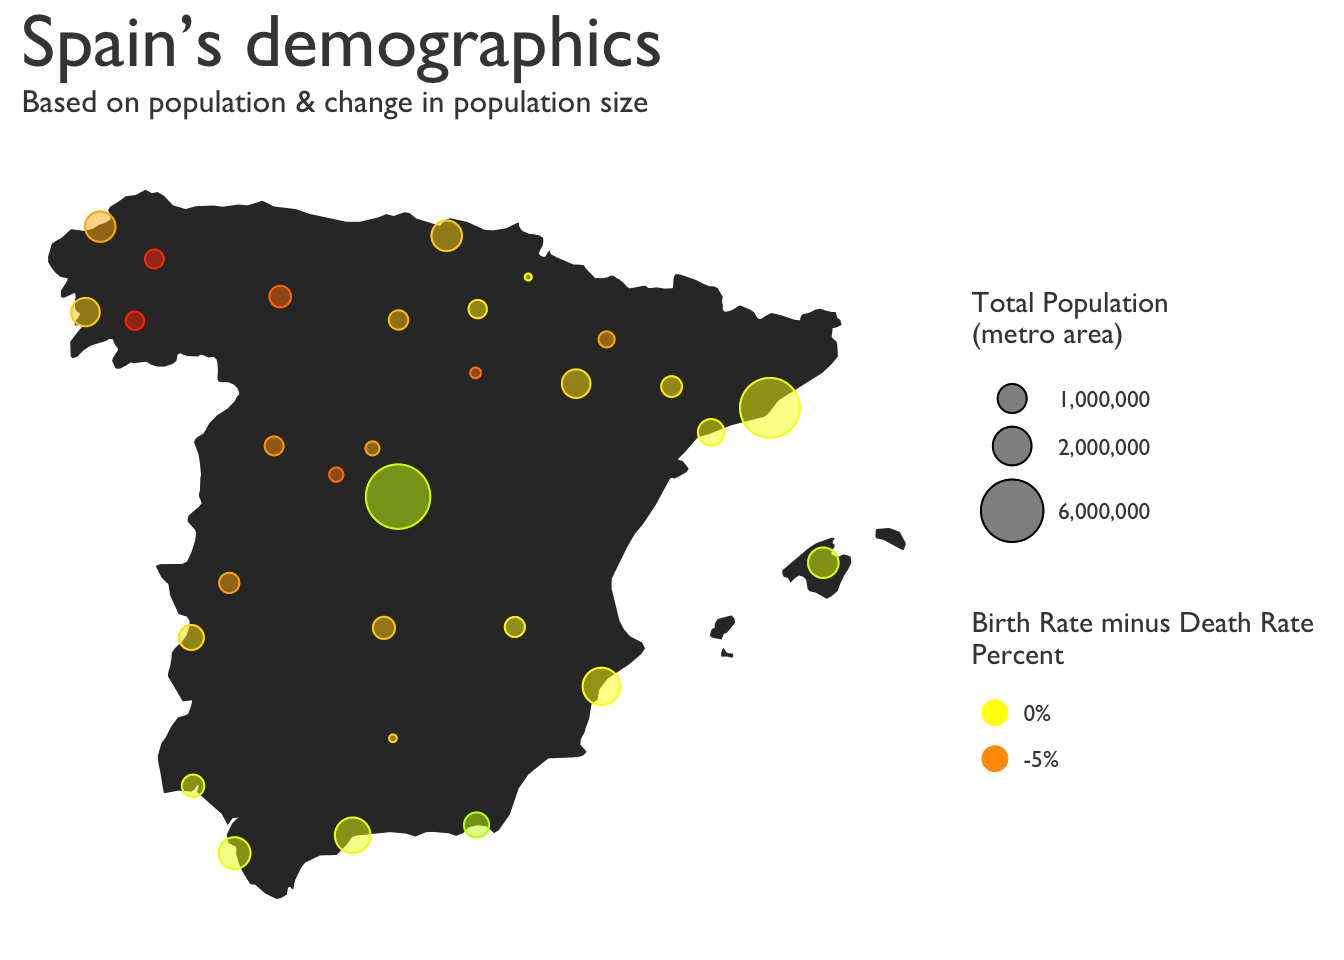 Spain’s demographics
Based on population & change in population size
Total Population
(metro area)
1,000,000
2,000,000
6,000,000
Birth Rate minus Death Rate
Percent
0%
-5%